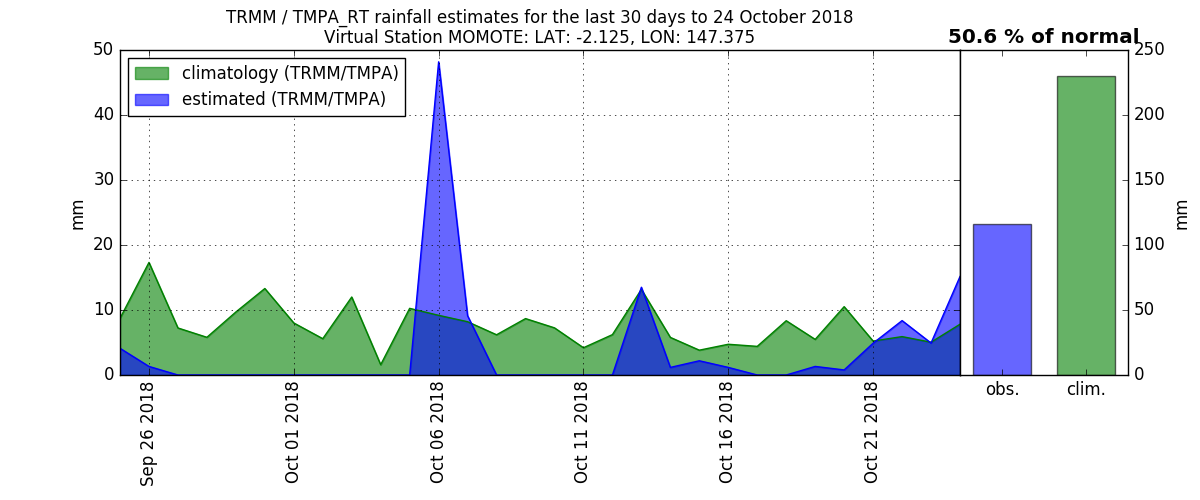 TRMM / TMPA_RT rainfall estimates for the last 30 days to 24 October 2018
Virtual Station MOMOTE: LAT: -2.125, LON: 147.375
50.6 % of normal
climatology (TRMM/TMPA)
estimated (TRMM/TMPA)
50
40
30
20
10
0
mm
Sep 26 2018
Oct 01 2018
Oct 06 2018
Oct 11 2018
Oct 16 2018
Oct 21 2018
obs.
clim.
250
200
150
100
50
0
mm